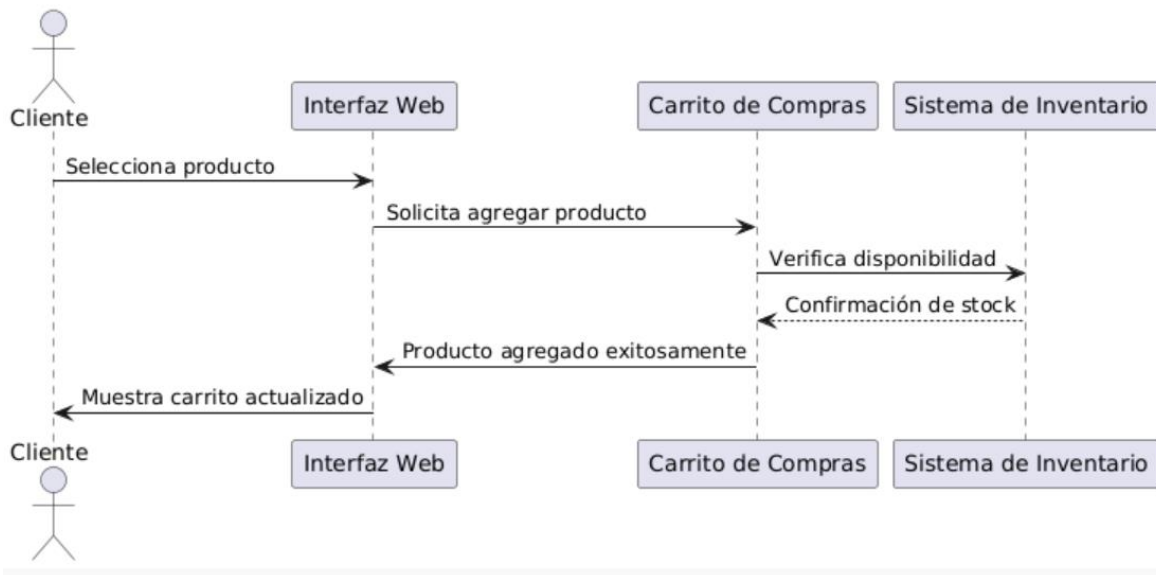 Cliente
Interfaz Web
Carrito de Compras
Sistema de Inventario
Selecciona producto
Solicita agregar producto
Verifica disponibilidad
Confirmación de stock
Producto agregado exitosamente
Muestra carrito actualizado
Cliente
Interfaz Web
Carrito de Compras
Sistema de Inventario